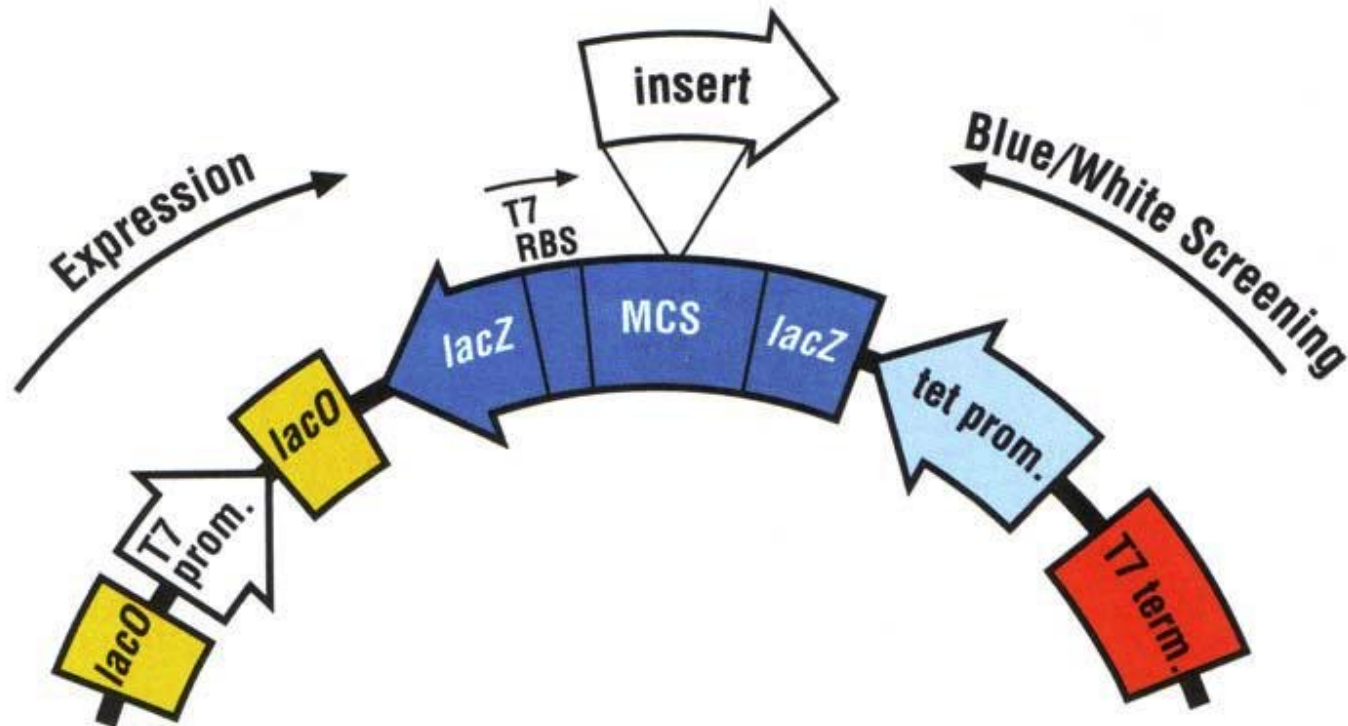 insert
Expression
Blue/White Screening
T7
RBS
lacZ
MCS
lacZ
lacO
tet prom.
T7
prom.
lacO
T7 term.